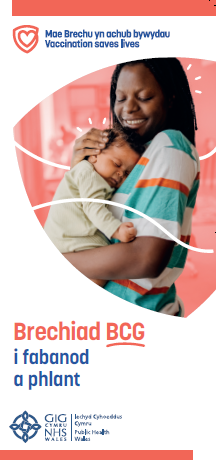 Mae Brechu yn achub bywydau
Vaccination saves lives
Brechiad BCG
i fabanod
a phlant
GIG
CYMRU
NHS
WALES
Iechyd Cyhoeddus
Cymru
Public Health
Wales